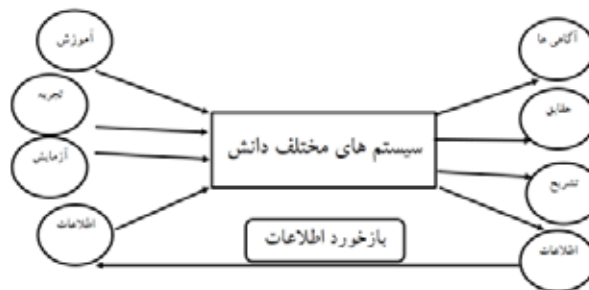 آموزش
تجربه
آزمایش
اطلاعات
سیستم های مختلف دانش
بازخورد اطلاعات
آگاهی ها
حقایق
تشریح
اطلاعات